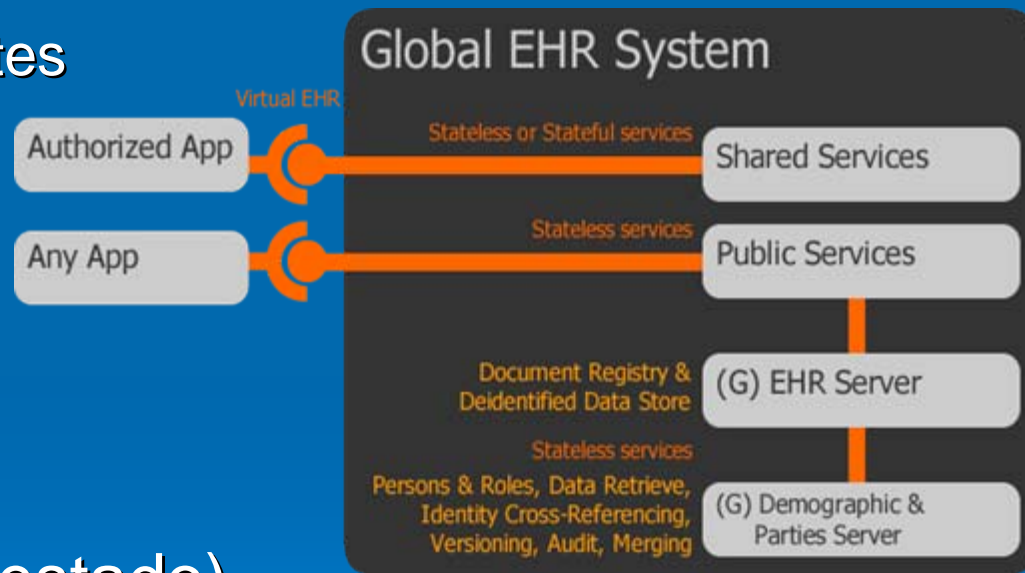 tes
Global EHR System
Virtual EHR
Authorized App
Stateless or Stateful services
Shared Services
Any App
Stateless services
Public Services
Document Registry &
Deidentified Data Store
(G) EHR Server
Stateless services
Persons & Roles, Data Retrieve,
Identity Cross-Referencing,
Versioning, Audit, Merging
(G) Demographic &
Parties Server
estado)